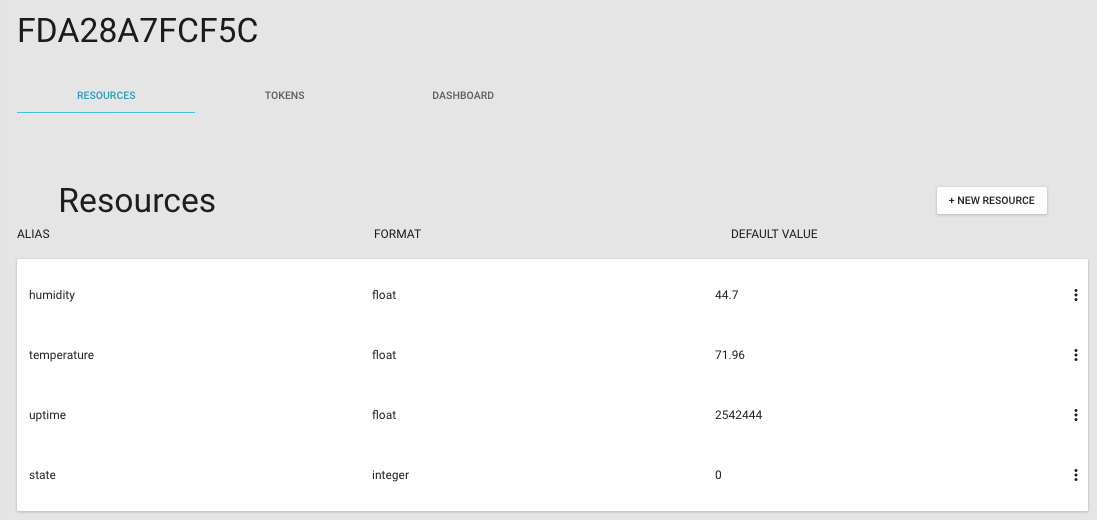 FDA28A7FCF5C
RESOURCES TOKENS DASHBOARD
Resources
+ NEW RESOURCE
ALIAS FORMAT DEFAULT VALUE
humidity float 44.7
temperature float 71.96
uptime float 2542444
state integer 0